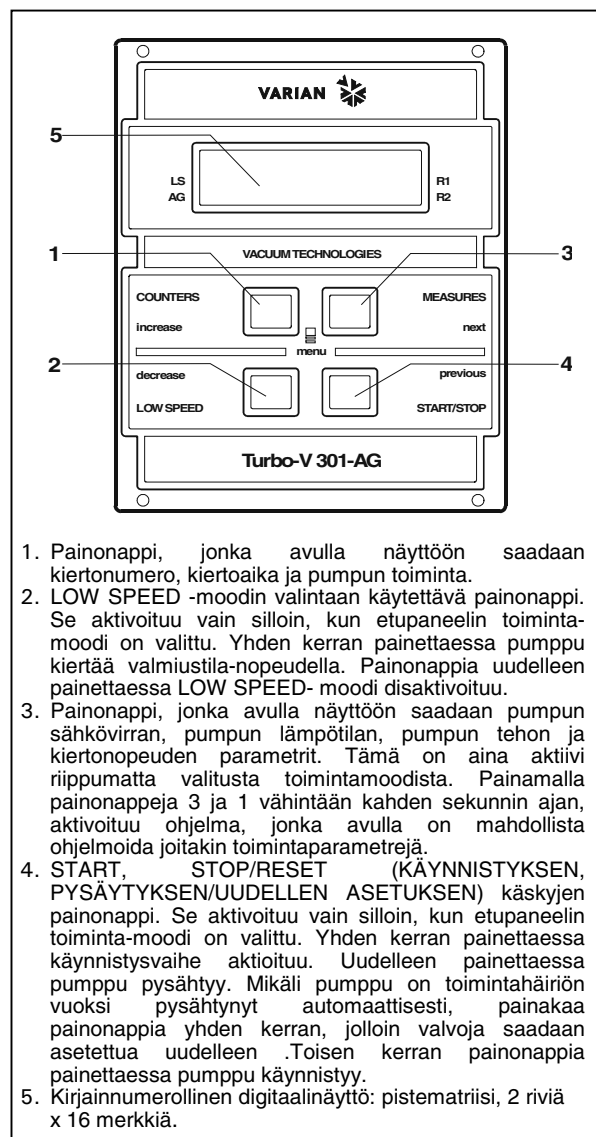 VARIAN
5
LS
R1
AG
R2
1
VACUUM TECHNOLOGIES
3
COUNTERS
MEASURES
increase
next
menu
2
decrease
previous
4
LOW SPEED
START/STOP
Turbo-V 301-AG
1. Painonappi, jonka avulla näyttöön saadaan
kiertonumero, kiertoaika ja pumpun toiminta.
2. LOW SPEED -moodin valintaan käytettävä painonappi.
Se aktivoituu vain silloin, kun etupaneelin toiminta-
moodi on valittu. Yhden kerran painettaessa pumppu
kiertää valmiustila-nopeudella. Painonappia uudelleen
painettaessa LOW SPEED- moodi disaktivoituu.
3. Painonappi, jonka avulla näyttöön saadaan pumpun
sähkövirran, pumpun lämpötilan, pumpun tehon ja
kiertonopeuden parametrit. Tämä on aina aktiivi
riippumatta valitusta toimintamoodista. Painamalla
painonappeja 3 ja 1 vähintään kahden sekunnin ajan,
aktivoituu ohjelma, jonka avulla on mahdollista
ohjelmoida joitakin toimintaparametrejä.
4. START, STOP/RESET (KÄYNNISTYKSEN,
PYSÄYTYKSEN/UUDELLEN ASETUKSEN) käskyjen
painonappi. Se aktivoituu vain silloin, kun etupaneelin
toiminta-moodi on valittu. Yhden kerran painettaessa
käynnistysvaihe aktioituu. Uudelleen painettaessa
pumppu pysähtyy. Mikäli pumppu on toimintahäiriön
vuoksi pysähtynyt automaattisesti, painakaa
painonappia yhden kerran, jolloin valvoja saadaan
asetettua uudelleen .Toisen kerran painonappia
painettaessa pumppu käynnistyy.
5. Kirjainnumerollinen digitaalinäyttö: pistematriisi, 2 riviä
x 16 merkkiä.